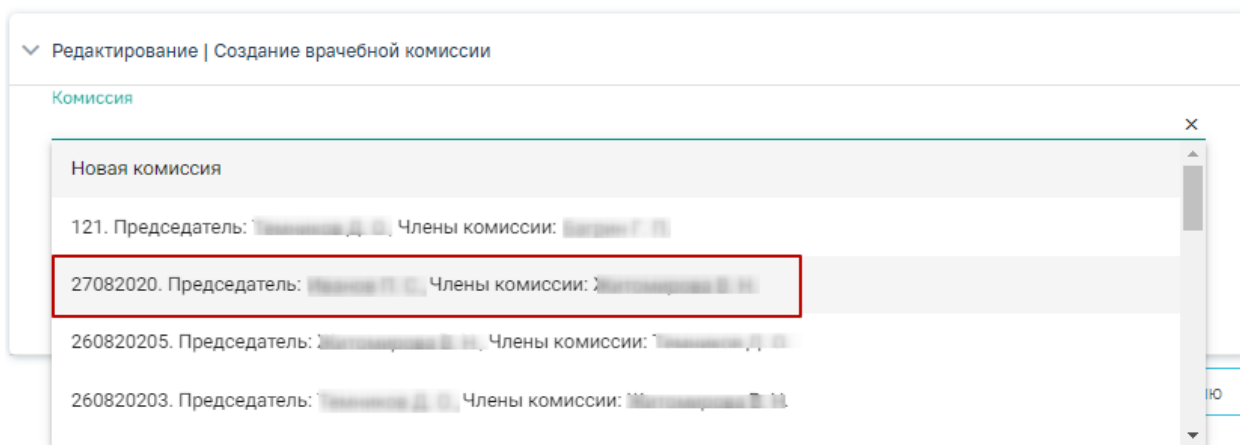 Редактирование | Создание врачебной комиссии
Комиссия
Новая комиссия
121. Председатель: Члены комиссии:
27082020. Председатель: Члены комиссии:
260820205. Председатель: Члены комиссии:
260820203. Председатель: Члены комиссии:
ю